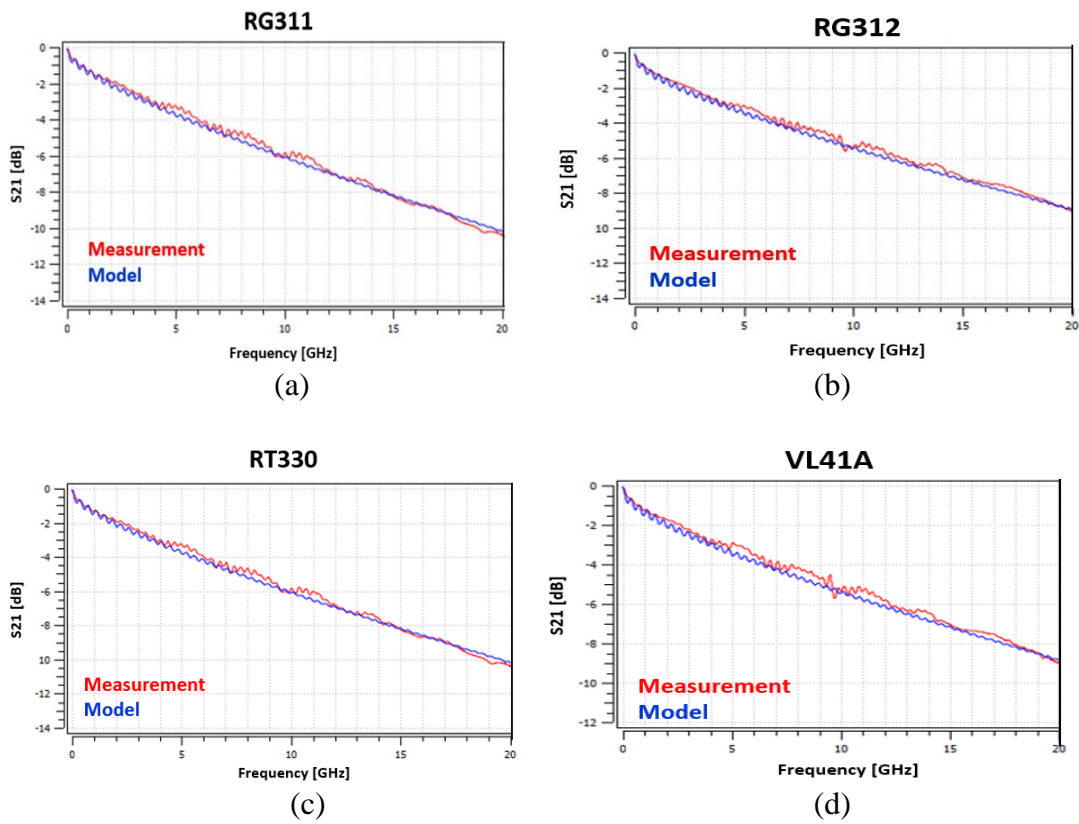 RG311
0
-2
-4
-6
-8
-10
-12
-14
S21 [dB]
Measurement
Model
0 5 10 15 20
Frequency [GHz]
(a)
RG312
0
-2
-4
-6
-8
-10
-12
-14
S21 [dB]
Measurement
Model
0 5 10 15 20
Frequency [GHz]
(b)
RT330
0
-2
-4
-6
-8
10
-12
-14
S21 [dB]
Measurement
Model
0 5 10 15 20
Frequency [GHz]
(c)
VL41A
0
-2
-4
-6
-8
-10
-12
S21 [dB]
Measurement
Model
0 5 10 15 20
Frequency [GHz]
(d)